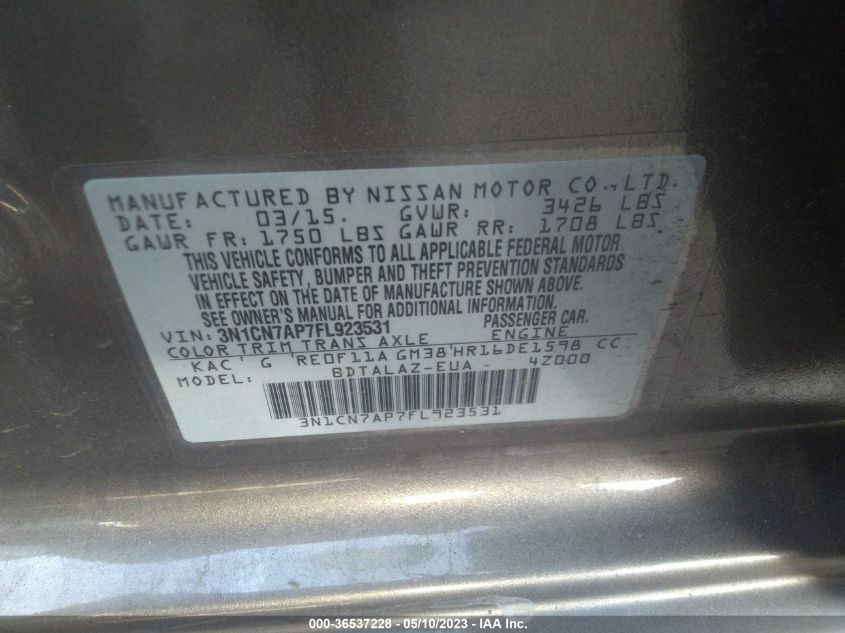 MANUFACTURED BY NISSAN MOTOR CO., LTD.
DATE: 03/15. GVWR: 3426 LBS
GAWR FR: 1750 LBS GAWR RR: 1708 LBS
THIS VEHICLE CONFORMS TO ALL APPLICABLE FEDERAL MOTOR
VEHICLE SAFETY, BUMPER AND THEFT PREVENTION STANDARDS
IN EFFECT ON THE DATE OF MANUFACTURE SHOWN ABOVE.
SEE OWNER'S MANUAL FOR ADDITIONAL INFORMATION
VIN: 3N1CN7AP7FL923531 PASSENGER CAR.
COLOR TRIM TRANS AXLE ENGINE
KAC G RE0F11A GM38 HR16DE 1598 CC
MODEL: BDTALAZ-EUA 4Z000
3N1CN7AP7FL923531
000-36537228 - 05/10/2023 - IAA Inc.